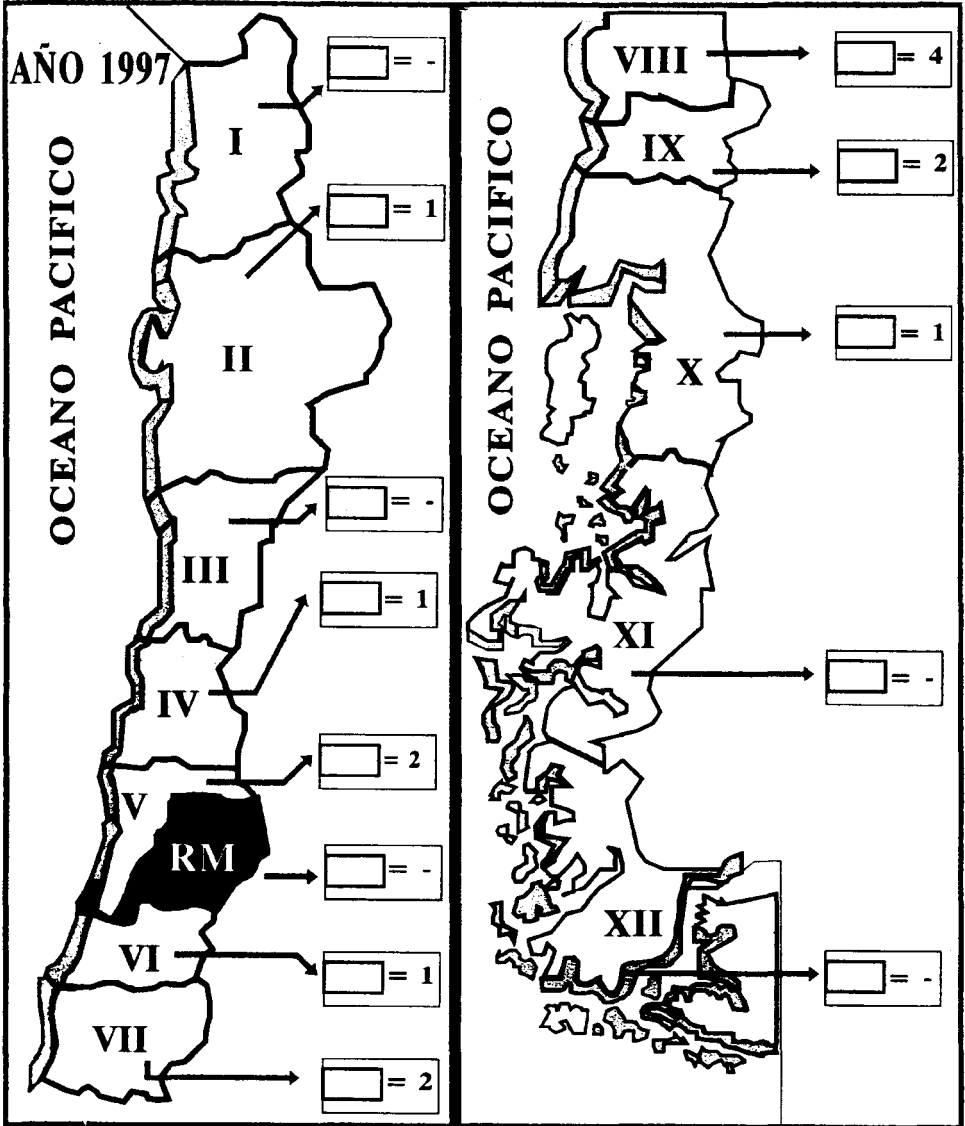 AÑO 1997
OCEANO PACIFICO
I
= -
= 1
II
= -
III
= 1
IV
= 2
V
RM
= -
VI
= 1
VII
= 2
OCEANO PACIFICO
VIII
= 4
IX
= 2
X
= 1
XI
= -
XII
= -